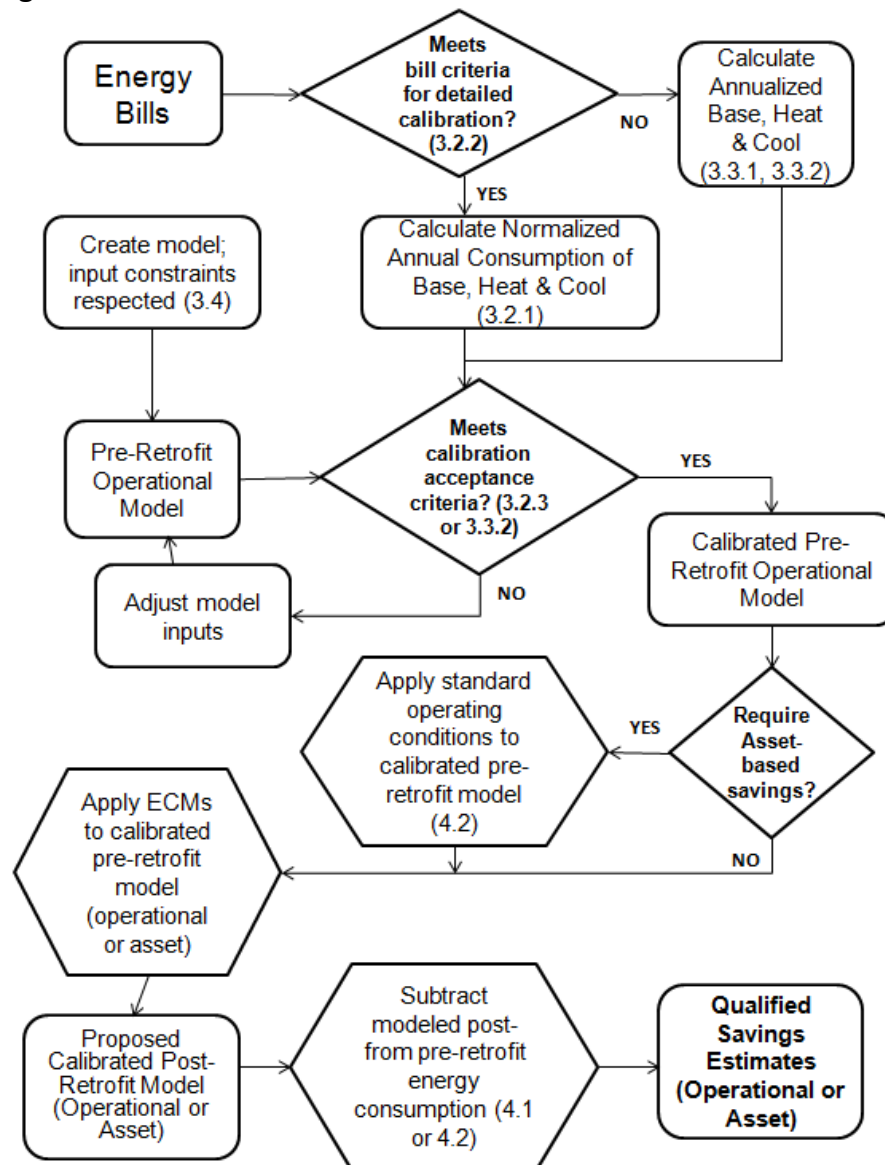 Energy
Bills
Meets
bill criteria
for detailed
calibration?
(3.2.2)
NO
Calculate
Annualized
Base, Heat
& Cool
(3.3.1, 3.3.2)
YES
Calculate Normalized
Annual Consumption of
Base, Heat & Cool
(3.2.1)
Create model;
input constraints
respected (3.4)
Pre-Retrofit
Operational
Model
Meets
calibration
acceptance
criteria? (3.2.3
or 3.3.2)
YES
NO
Adjust model
inputs
Calibrated Pre-
Retrofit Operational
Model
Require
Asset-
based
savings?
YES
NO
Apply standard
operating
conditions to
calibrated pre-
retrofit model
(4.2)
Apply ECMs
to calibrated
pre-retrofit
model
(operational
or asset)
Proposed
Calibrated Post-
Retrofit Model
(Operational or
Asset)
Subtract
modeled post-
from pre-retrofit
energy
consumption (4.1
or 4.2)
Qualified
Savings
Estimates
(Operational or
Asset)